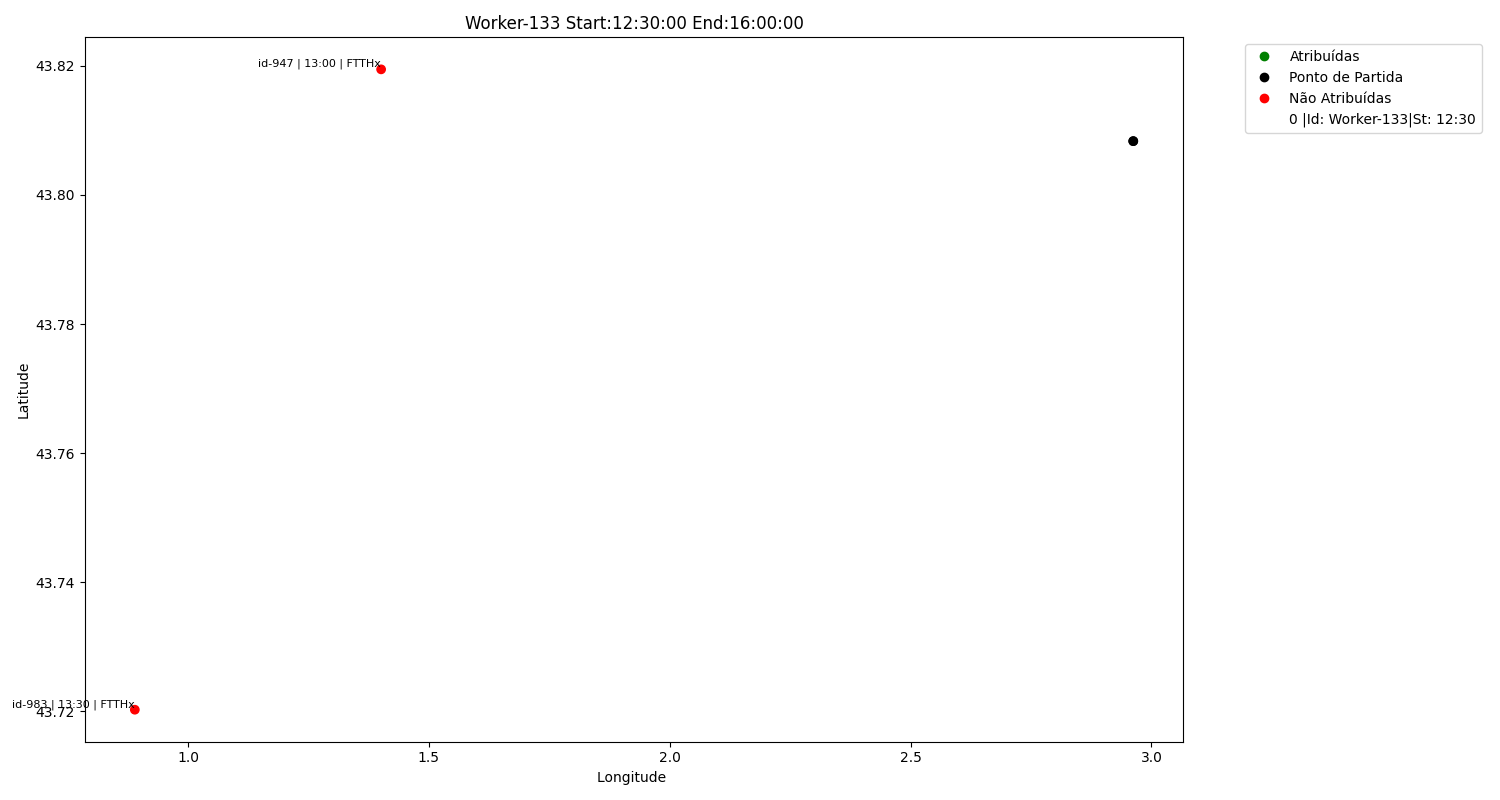 Worker-133 Start:12:30:00 End:16:00:00
id-947 | 13:00 | FTTHx
id-983 | 13:30 | FTTHx
43.82
43.80
43.78
43.76
43.74
43.72
Latitude
1.0
1.5
2.0
2.5
3.0
Longitude
Atribuídas
Ponto de Partida
Não Atribuídas
0 |Id: Worker-133|St: 12:30